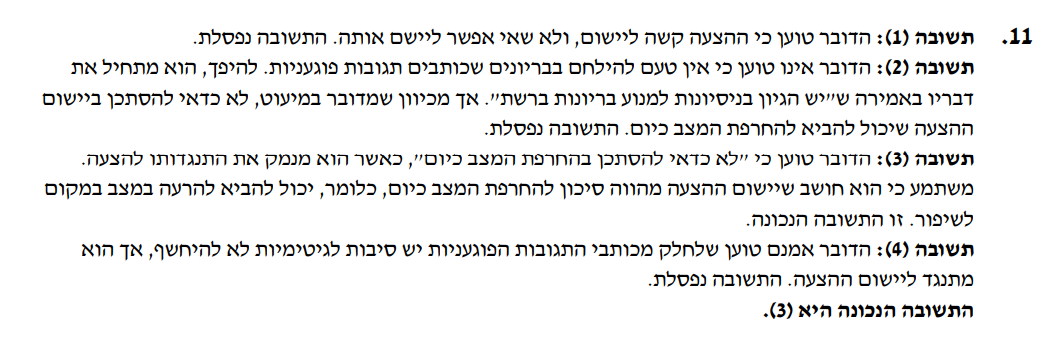 11. תשובה (1): הדובר טוען כי ההצעה קשה ליישום, ולא שאי אפשר ליישם אותה. התשובה נפסלת.
תשובה (2): הדובר אינו טוען כי אין טעם להילחם בבריונים שכותבים תגובות פוגעניות. להיפך, הוא מתחיל את
דבריו באמירה ש"יש הגיון בניסיונות למנוע בריונות ברשת". אך מכיוון שמדובר במיעוט, לא כדאי להסתכן ביישום
ההצעה שיכול להביא להחרפת המצב כיום. התשובה נפסלת.
תשובה (3): הדובר טוען כי "לא כדאי להסתכן בהחרפת המצב כיום", כאשר הוא מנמק את התנגדותו להצעה.
משתמע כי הוא חושב שיישום ההצעה מהווה סיכון להחרפת המצב כיום, כלומר, יכול להביא להרעה במצב במקום
לשיפור. זו התשובה הנכונה.
תשובה (4): הדובר אמנם טוען שלחלק מכותבי התגובות הפוגעניות יש סיבות לגיטימיות לא להיחשף, אך הוא
מתנגד ליישום ההצעה. התשובה נפסלת.
התשובה הנכונה היא (3).